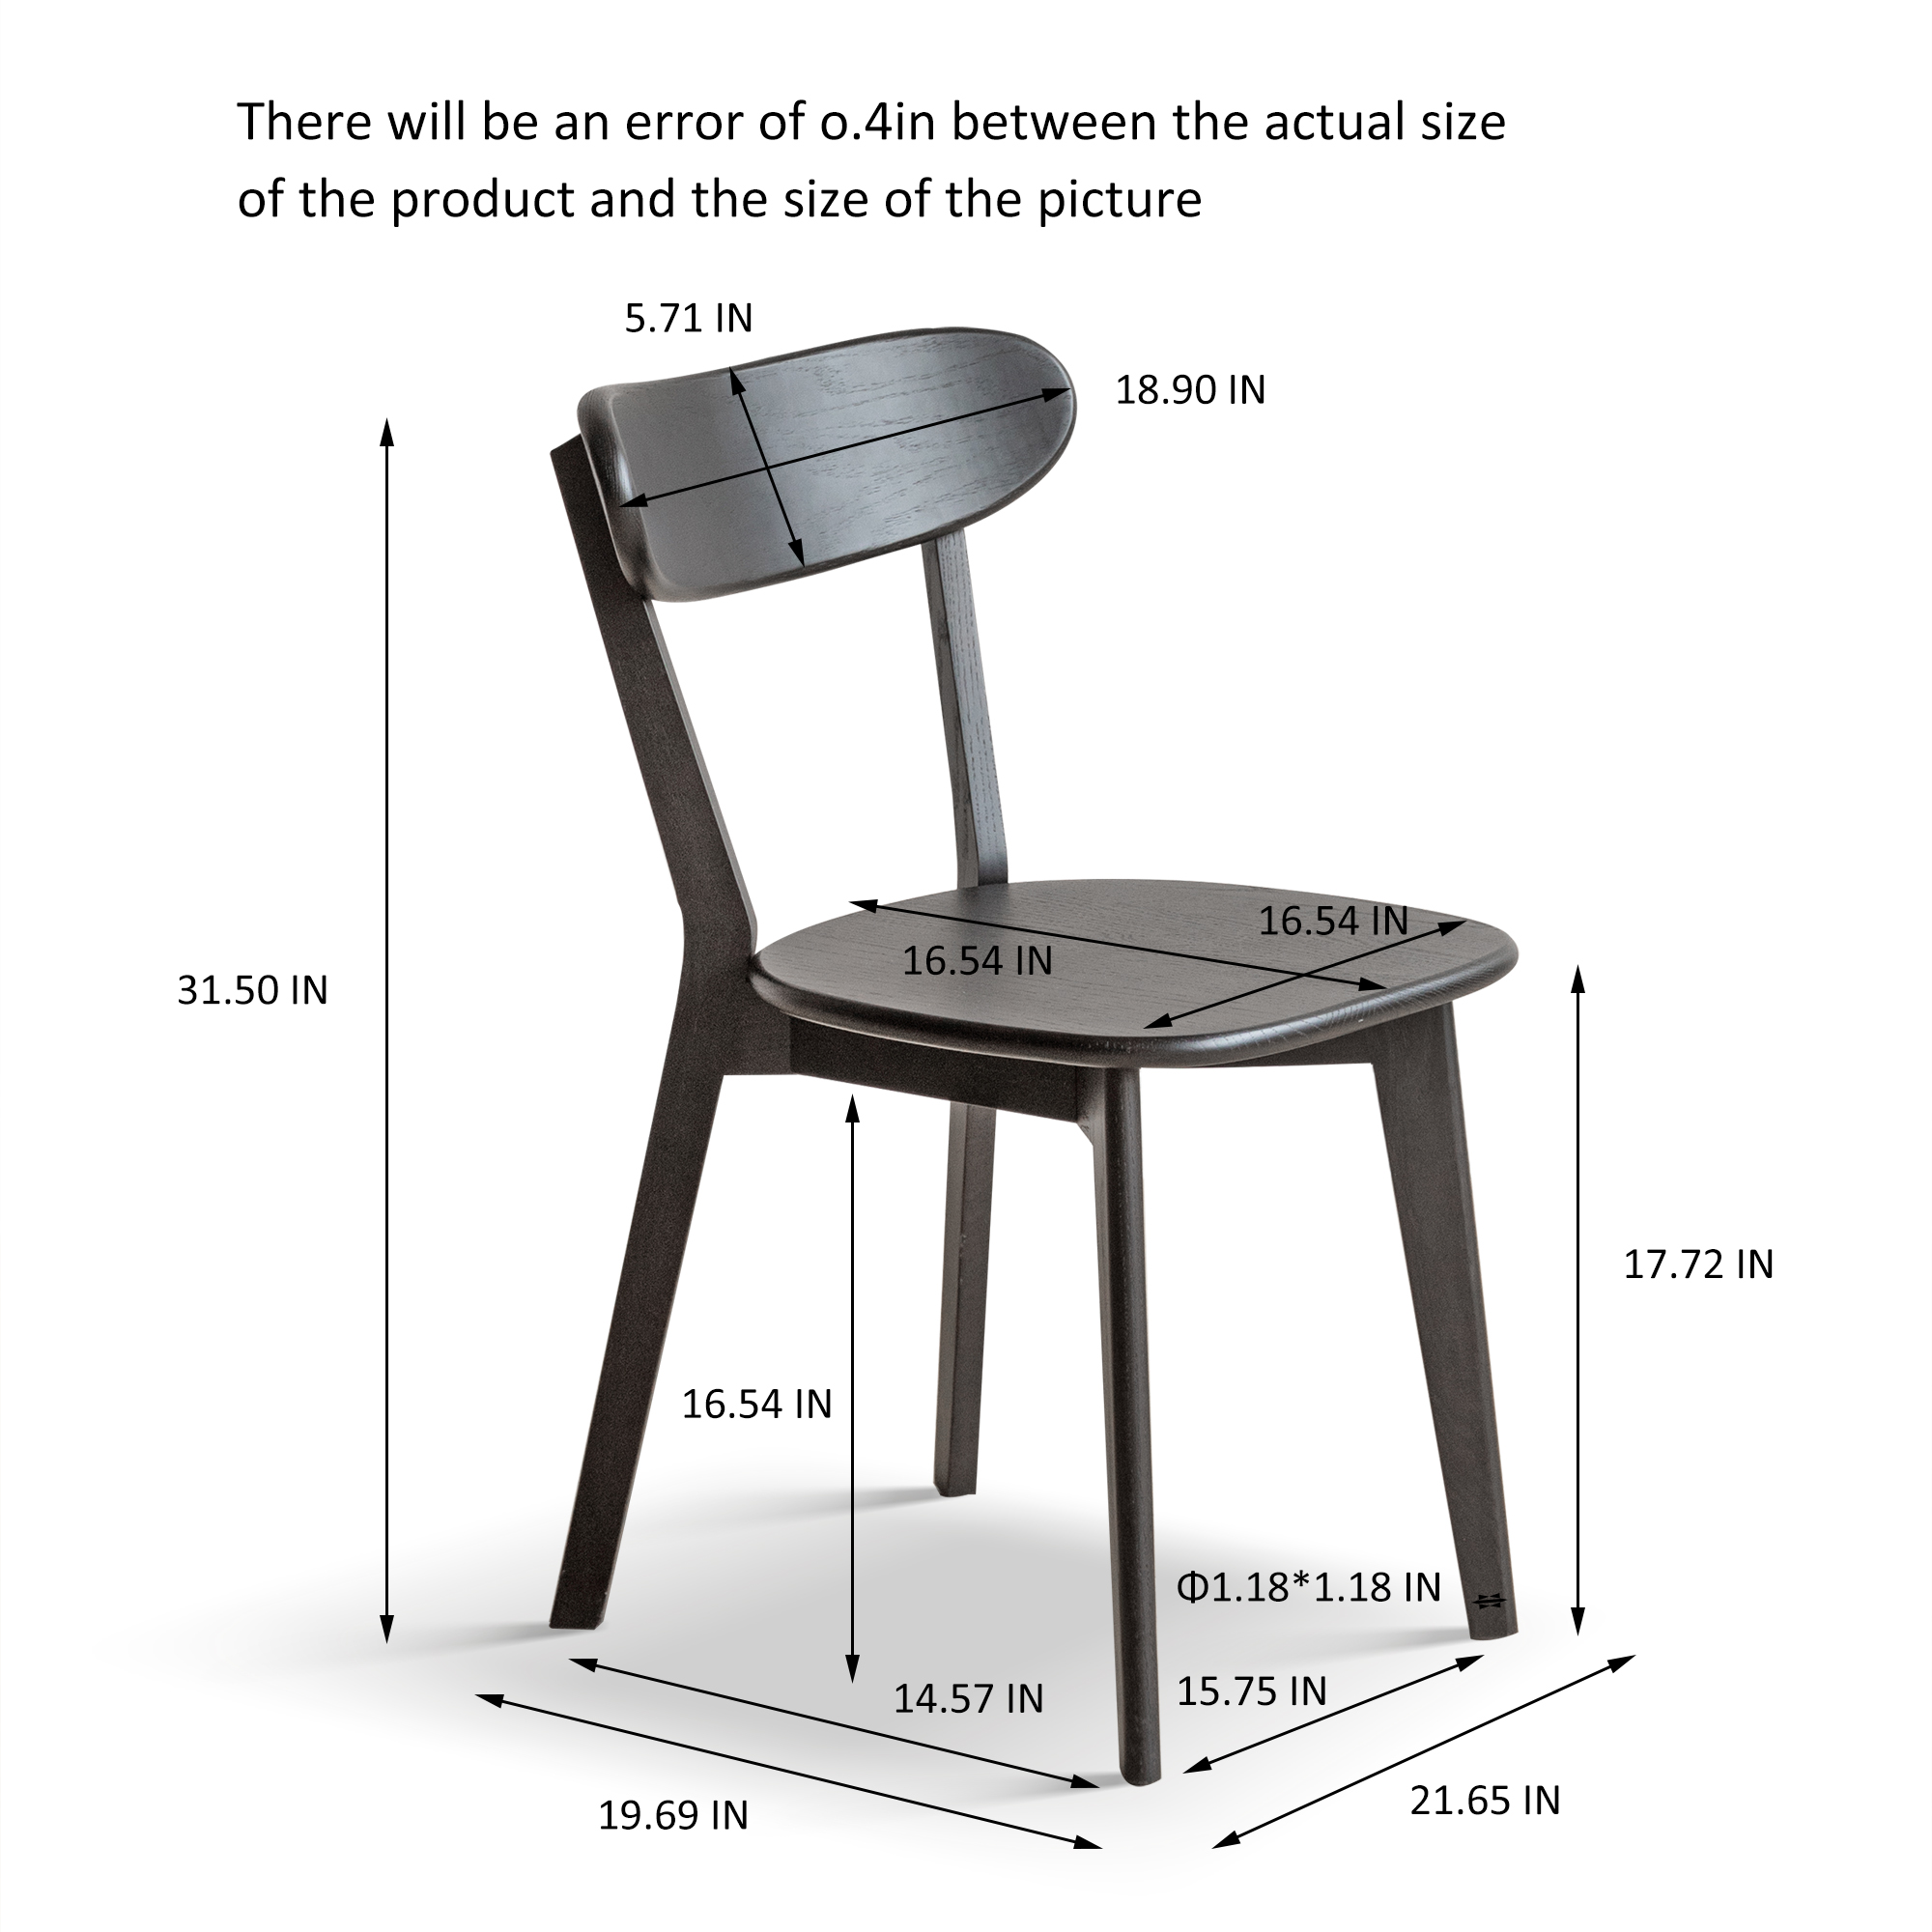 There will be an error of o.4in between the actual size
of the product and the size of the picture
5.71 IN
18.90 IN
16.54 IN
16.54 IN
31.50 IN
17.72 IN
16.54 IN
Φ1.18*1.18 IN
14.57 IN
15.75 IN
19.69 IN
21.65 IN